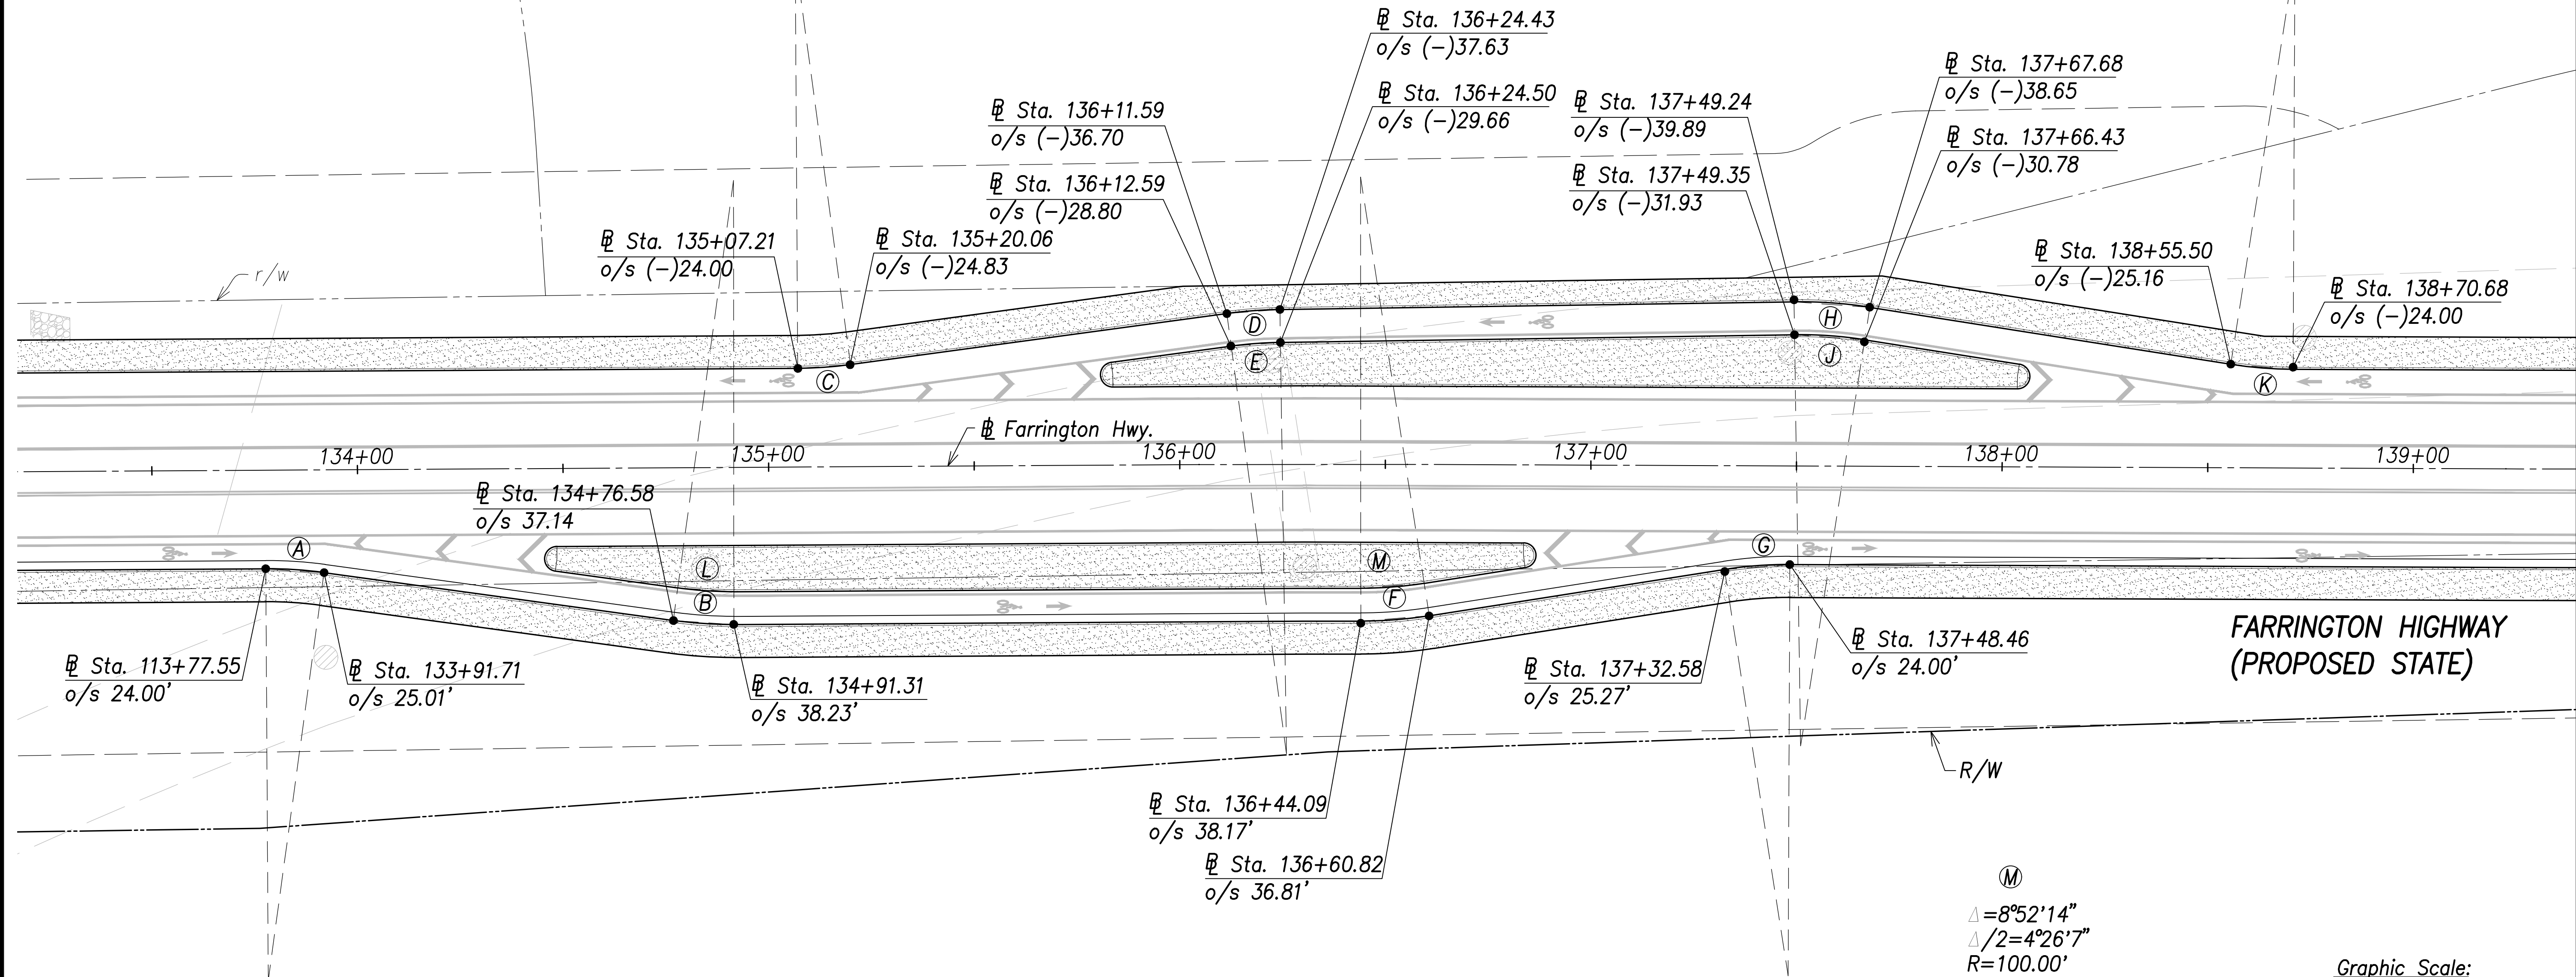 ℄ Sta. 136+24.43
o/s (-)37.63
℄ Sta. 136+24.50
o/s (-)29.66
℄ Sta. 136+11.59
o/s (-)36.70
℄ Sta. 136+12.59
o/s (-)28.80
℄ Sta. 137+49.24
o/s (-)39.89
℄ Sta. 137+49.35
o/s (-)31.93
℄ Sta. 137+67.68
o/s (-)38.65
℄ Sta. 137+66.43
o/s (-)30.78
℄ Sta. 135+07.21
o/s (-)24.00
℄ Sta. 135+20.06
o/s (-)24.83
℄ Sta. 138+55.50
o/s (-)25.16
℄ Sta. 138+70.68
o/s (-)24.00
r/w
D
H
E
J
C
K
℄ Farrington Hwy.
134+00
135+00
136+00
137+00
138+00
139+00
℄ Sta. 134+76.58
o/s 37.14
A
G
L
M
B
F
℄ Sta. 113+77.55
o/s 24.00'
℄ Sta. 133+91.71
o/s 25.01'
℄ Sta. 134+91.31
o/s 38.23'
℄ Sta. 137+32.58
o/s 25.27'
℄ Sta. 137+48.46
o/s 24.00'
FARRINGTON HIGHWAY
(PROPOSED STATE)
R/W
℄ Sta. 136+44.09
o/s 38.17'
℄ Sta. 136+60.82
o/s 36.81'
M
Δ=8°52'14"
Δ/2=4°26'7"
R=100.00'
Graphic Scale: